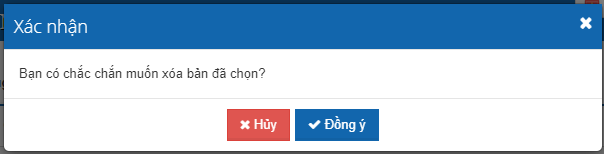 Xác nhận
Bạn có chắc chắn muốn xóa bản đã chọn?
Hủy
Đồng ý